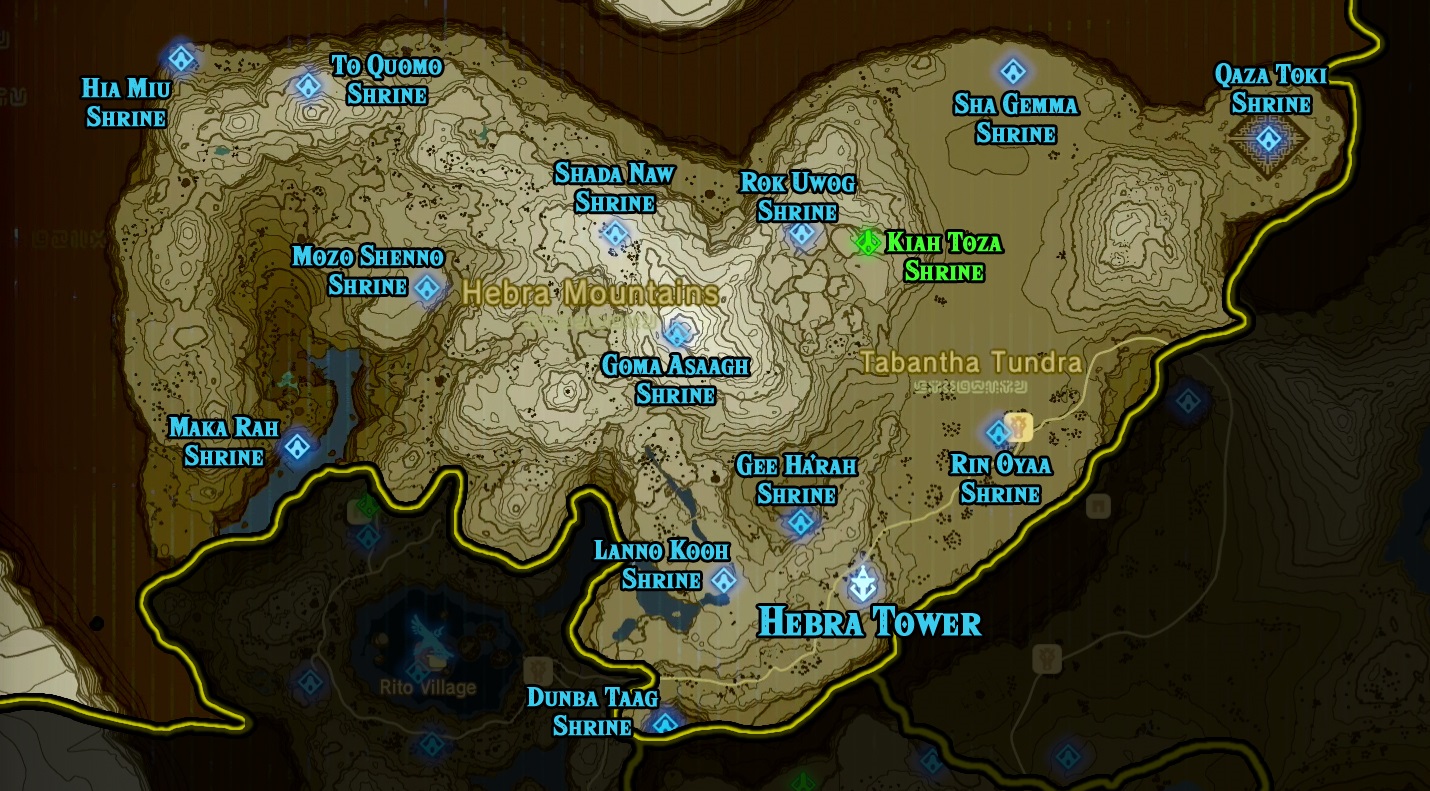 To Quomo
Shrine
Hia Miu
Shrine
Qaza Toki
Shrine
Sha Gemma
Shrine
Shada Naw
Shrine
Rok Uwog
Shrine
Kiah Toza
Shrine
Mozo Shenno
Shrine
Hebra Mountains
Goma Asaagh
Shrine
Tabantha Tundra
Maka Rah
Shrine
Gee Ha'rah
Shrine
Rin Oyaa
Shrine
Lanno Kooh
Shrine
Hebra Tower
Rito Village
Dunba Taag
Shrine